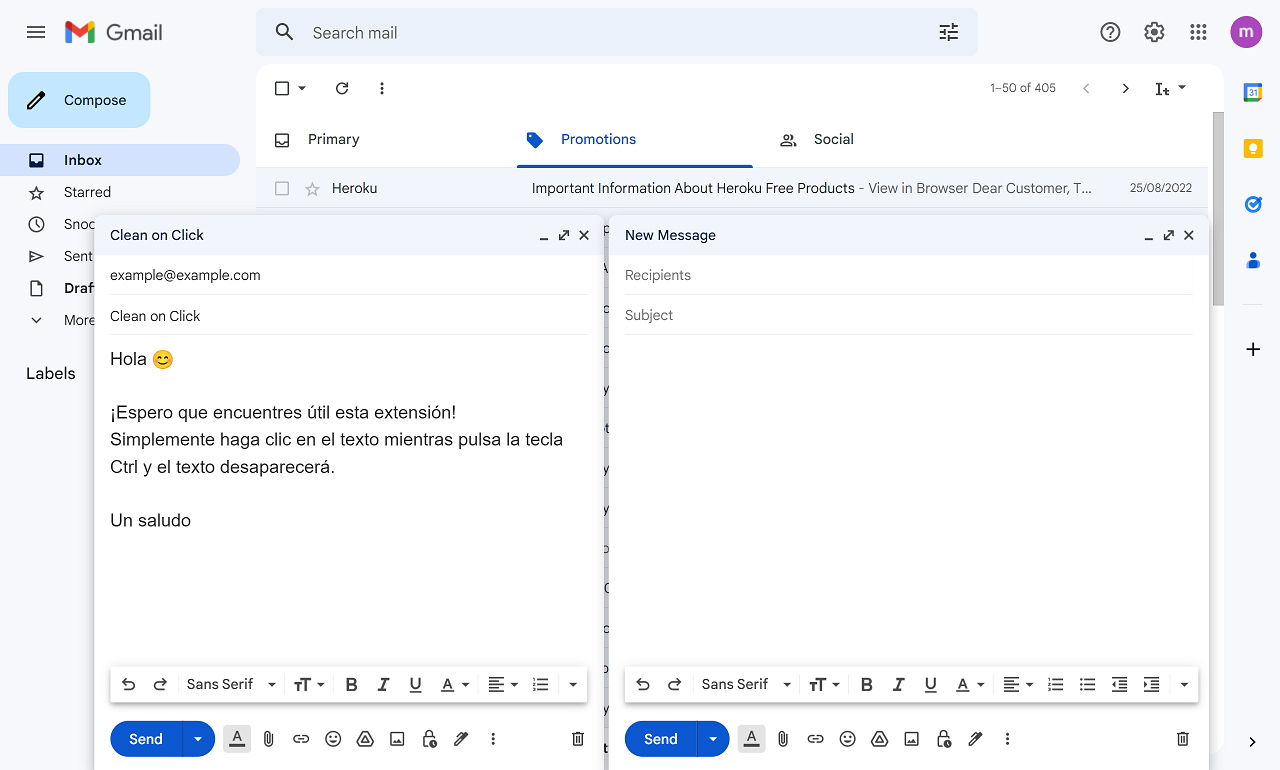 Gmail
Search mail
m
Compose
1–50 of 405
31
Primary
Promotions
Social
Inbox
Heroku
Important Information About Heroku Free Products - View in Browser Dear Customer, T...
25/08/2022
Starred
Snoo
Sent
Draf
More
Labels
Clean on Click
example@example.com
Clean on Click
Hola 😊
¡Espero que encuentres útil esta extensión!
Simplemente haga clic en el texto mientras pulsa la tecla
Ctrl y el texto desaparecerá.
Un saludo
Sans Serif
Send
New Message
Recipients
Subject
Sans Serif
Send